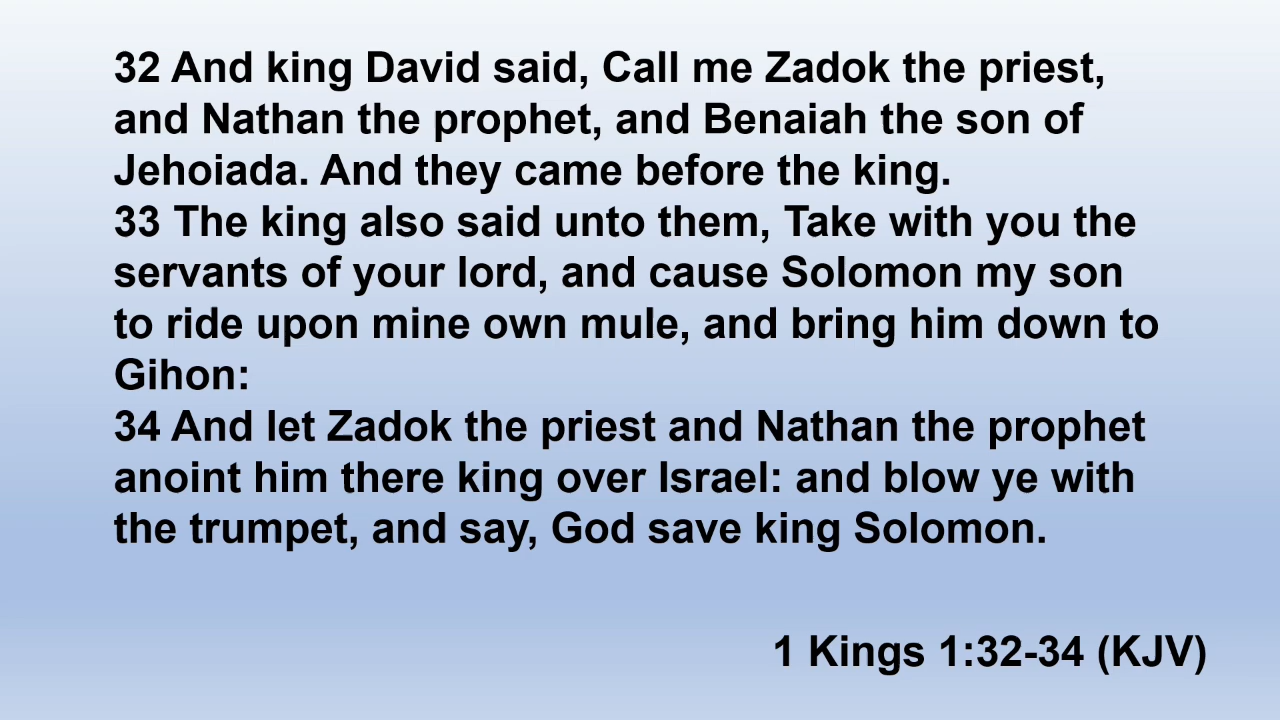 32 And king David said, Call me Zadok the priest,
and Nathan the prophet, and Benaiah the son of
Jehoiada. And they came before the king.
33 The king also said unto them, Take with you the
servants of your lord, and cause Solomon my son
to ride upon mine own mule, and bring him down to
Gihon:
34 And let Zadok the priest and Nathan the prophet
anoint him there king over Israel: and blow ye with
the trumpet, and say, God save king Solomon.
1 Kings 1:32-34 (KJV)